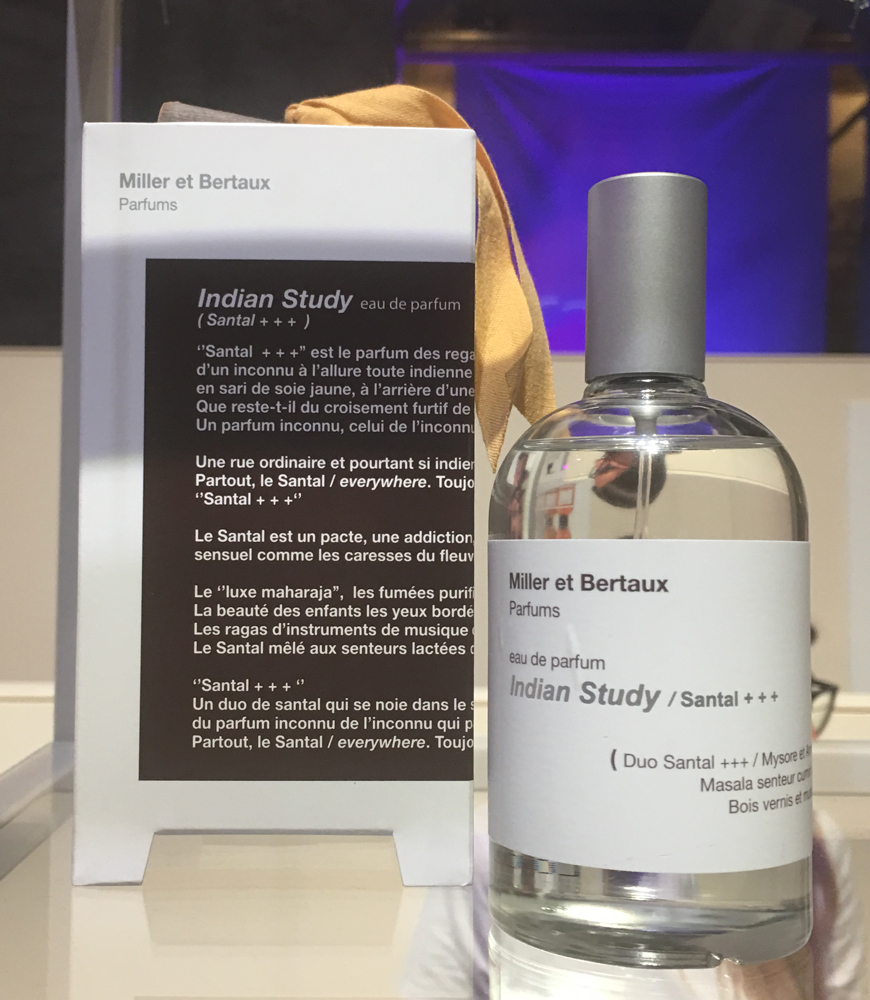 Miller et Bertaux
Parfums
Indian Study eau de parfum
( Santal + + + )
‘’Santal + + +” est le parfum des
d’un inconnu à l’allure toute indienne
en sari de soie jaune, à l’arrière d’une
Que reste-t-il du croisement furtif de
Un parfum inconnu, celui de
Une rue ordinaire et pourtant si
Partout, le Santal / everywhere.
‘’Santal + + +‘’
Le Santal est un pacte, une addiction,
sensuel comme les caresses du
Le ‘’luxe maharaja”, les fumées
La beauté des enfants les yeux
Les ragas d’instruments de musique
Le Santal mêlé aux senteurs lactées
‘’Santal + + + ‘’
Un duo de santal qui se noie dans le
du parfum inconnu de l’inconnu qui
Partout, le Santal / everywhere.
Miller et Bertaux
Parfums
eau de parfum
Indian Study / Santal + + +
( Duo Santal +++ / Mysore et
Masala senteur
Bois vernis et